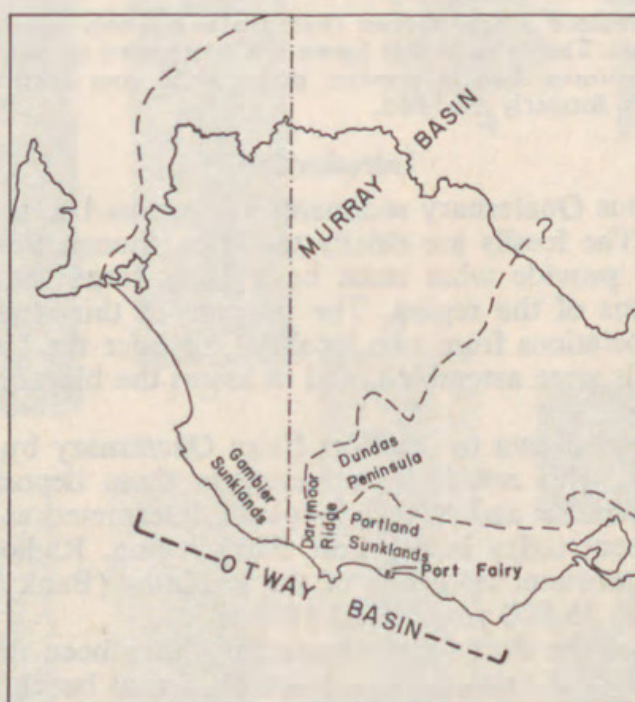 MURRAY BASIN
Gambier
Sunklands
Dartmoor
Ridge
Dundas
Peninsula
Portland
Sunklands
Port Fairy
OTWAY BASIN